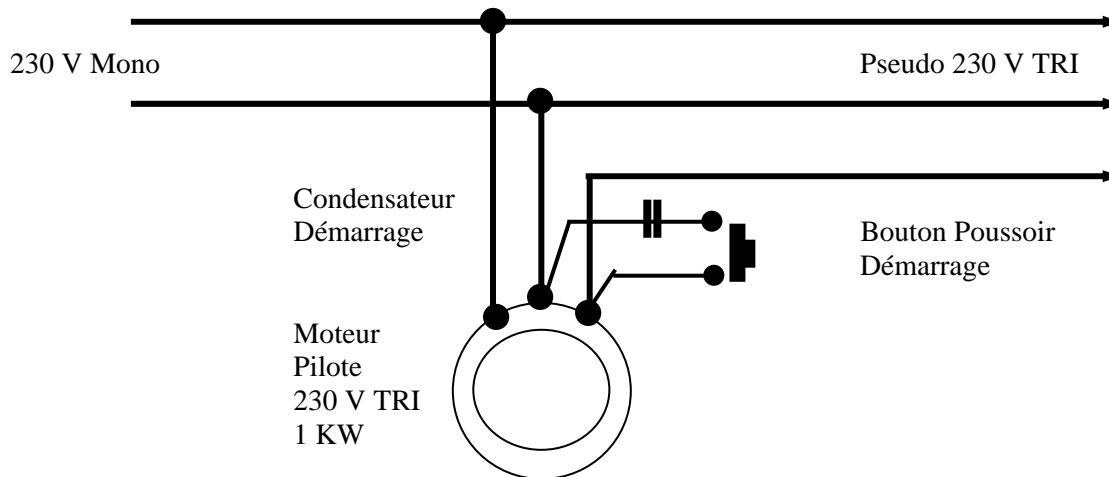 230 V Mono
Pseudo 230 V TRI
Condensateur
Démarrage
Bouton Poussoir
Démarrage
Moteur
Pilote
230 V TRI
1 KW